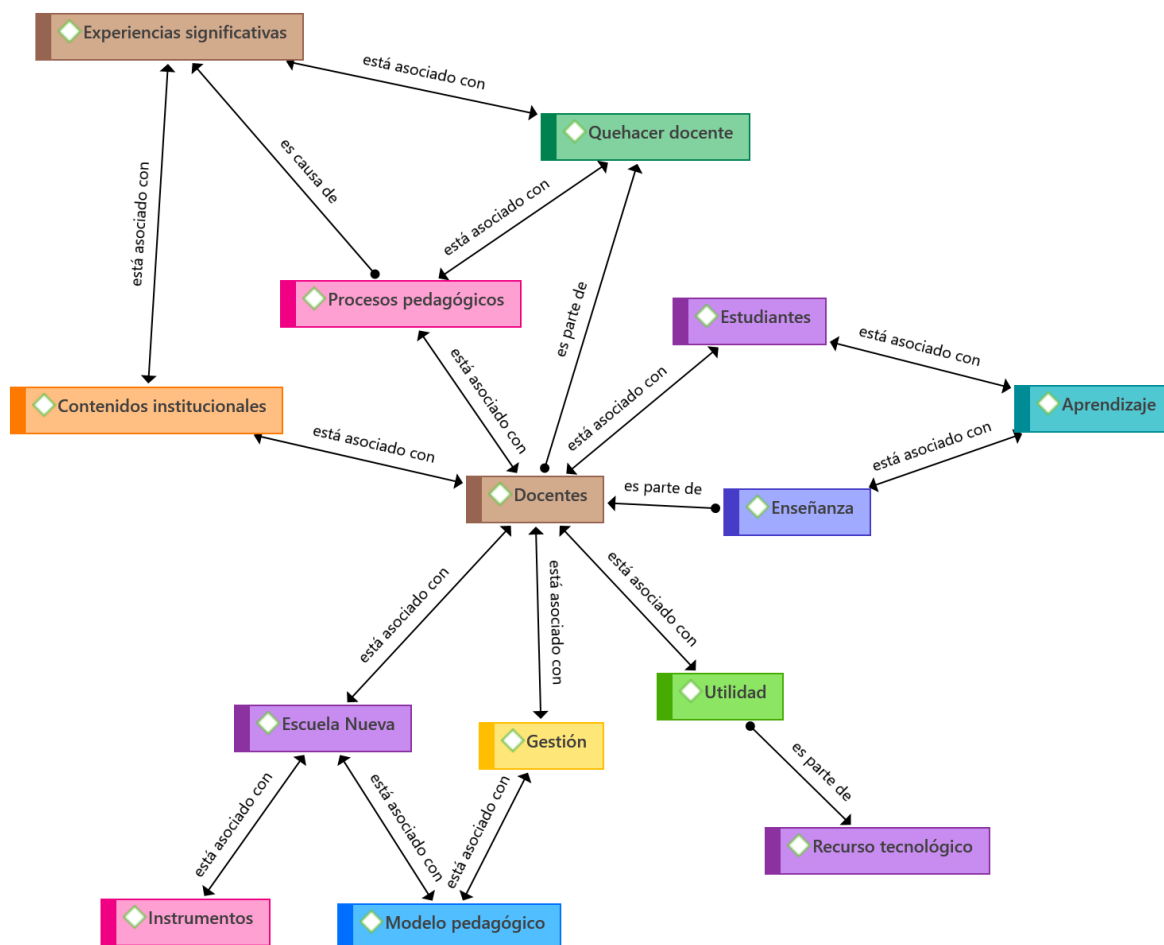 Experiencias significativas
está asociado con
Quehacer docente
es causa de
está asociado con
está asociado con
Procesos pedagógicos
es parte de
Estudiantes
está asociado con
está asociado con
Contenidos institucionales
está asociado con
Aprendizaje
está asociado con
está asociado con
Docentes
es parte de
Enseñanza
está asociado con
está asociado con
está asociado con
Utilidad
Escuela Nueva
Gestión
es parte de
está asociado con
está asociado con
está asociado con
Recurso tecnológico
Instrumentos
Modelo pedagógico